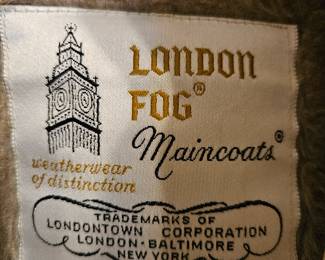 LONDON
FOG®
Maincoats®
weatherwear
of distinction
TRADEMARKS OF
LONDONTOWN CORPORATION
LONDON·BALTIMORE
NEW YORK